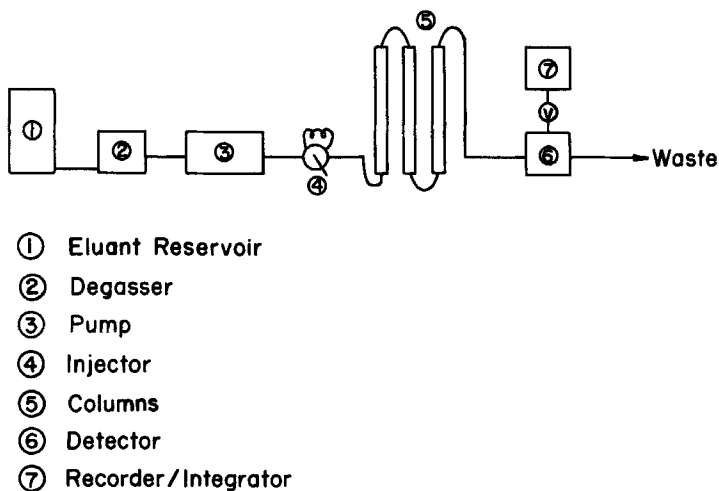 ⑤
⑦
①
②
③
V
⑥
Waste
④
① Eluant Reservoir
② Degasser
③ Pump
④ Injector
⑤ Columns
⑥ Detector
⑦ Recorder/Integrator